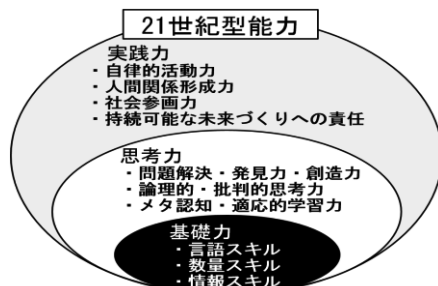 21世紀型能力
実践力
・自律的活動力
・人間関係形成力
・社会参画力
・持続可能な未来づくりへの責任
思考力
・問題解決・発見力・創造力
・論理的・批判的思考力
・メタ認知・適応的学習力
基礎力
・言語スキル
・数量スキル
・情報スキル